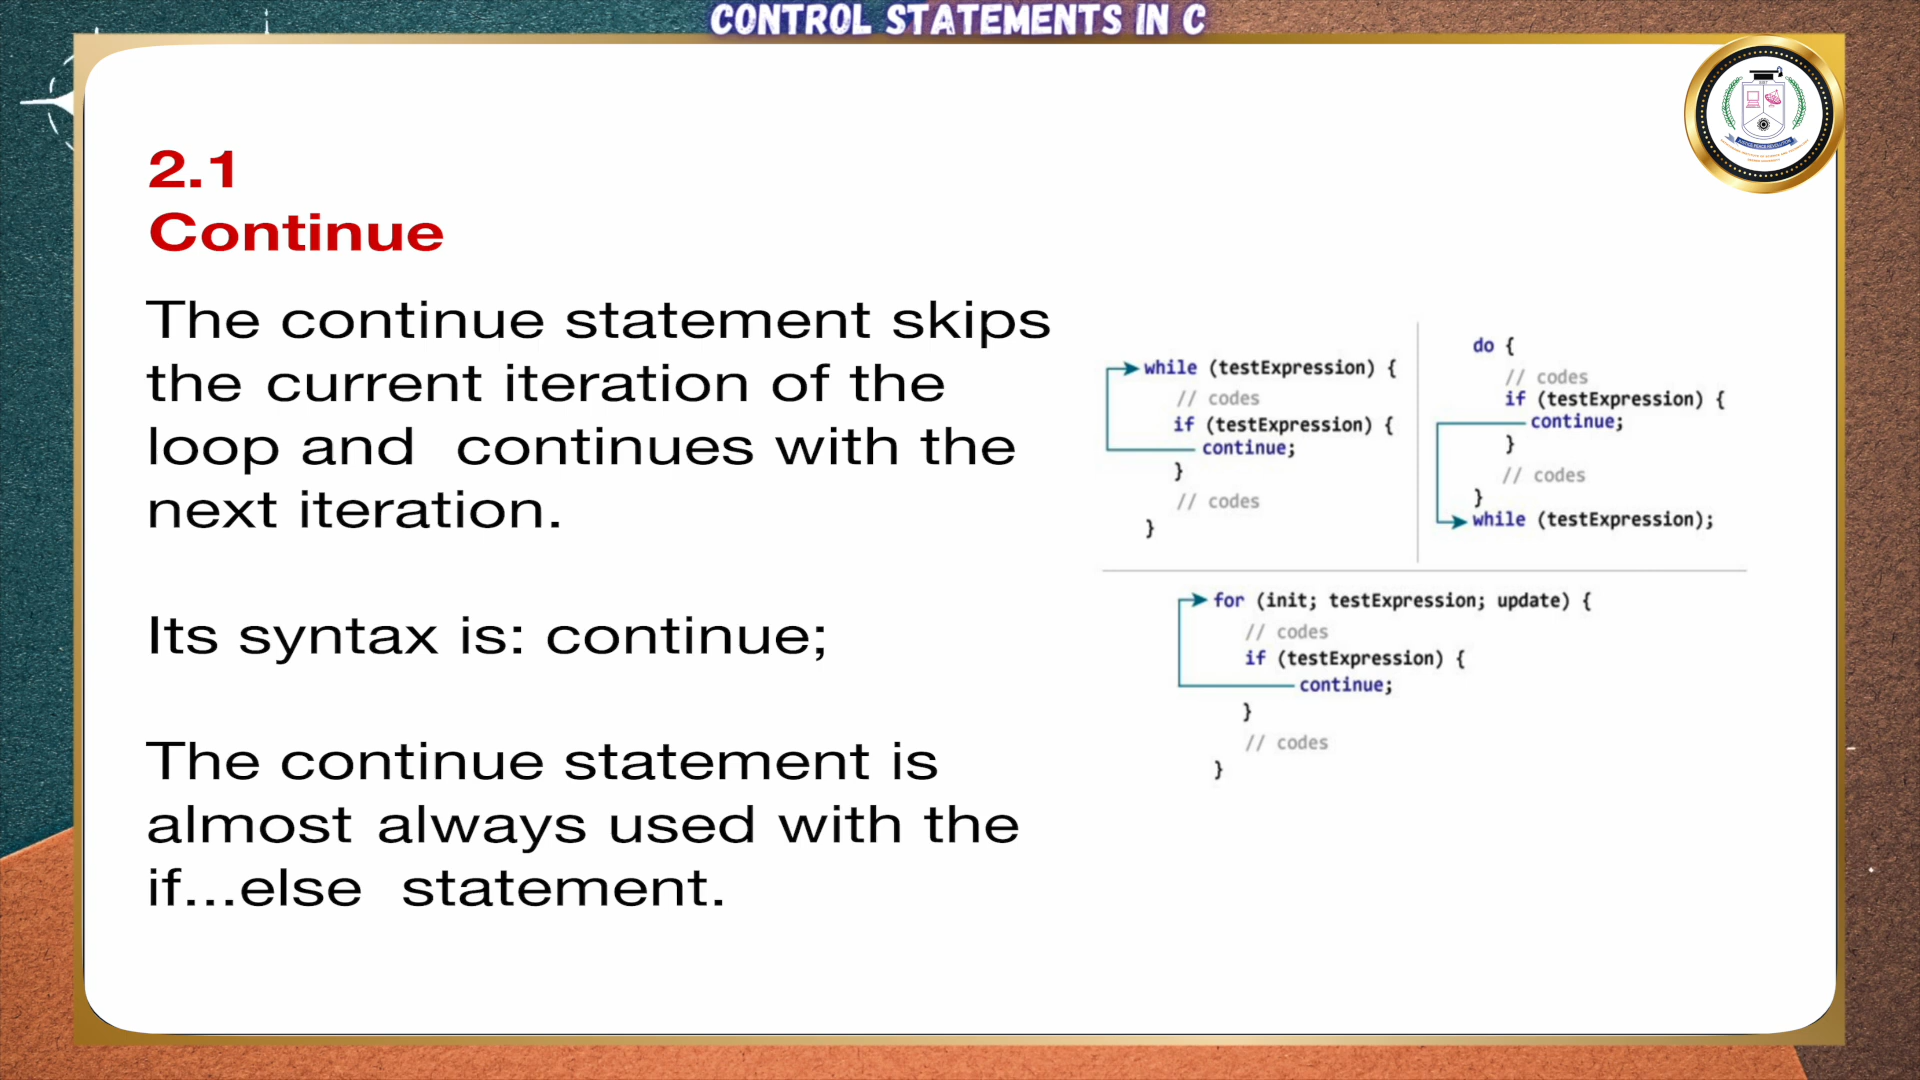 CONTROL STATEMENTS IN C
2.1
Continue
The continue statement skips
the current iteration of the
loop and  continues with the
next iteration.
Its syntax is: continue;
The continue statement is
almost always used with the
if...else  statement.
while (testExpression) {
// codes
if (testExpression) {
continue;
}
// codes
}
do {
// codes
if (testExpression) {
continue;
}
// codes
}
while (testExpression);
for (init; testExpression; update) {
// codes
if (testExpression) {
continue;
}
// codes
}